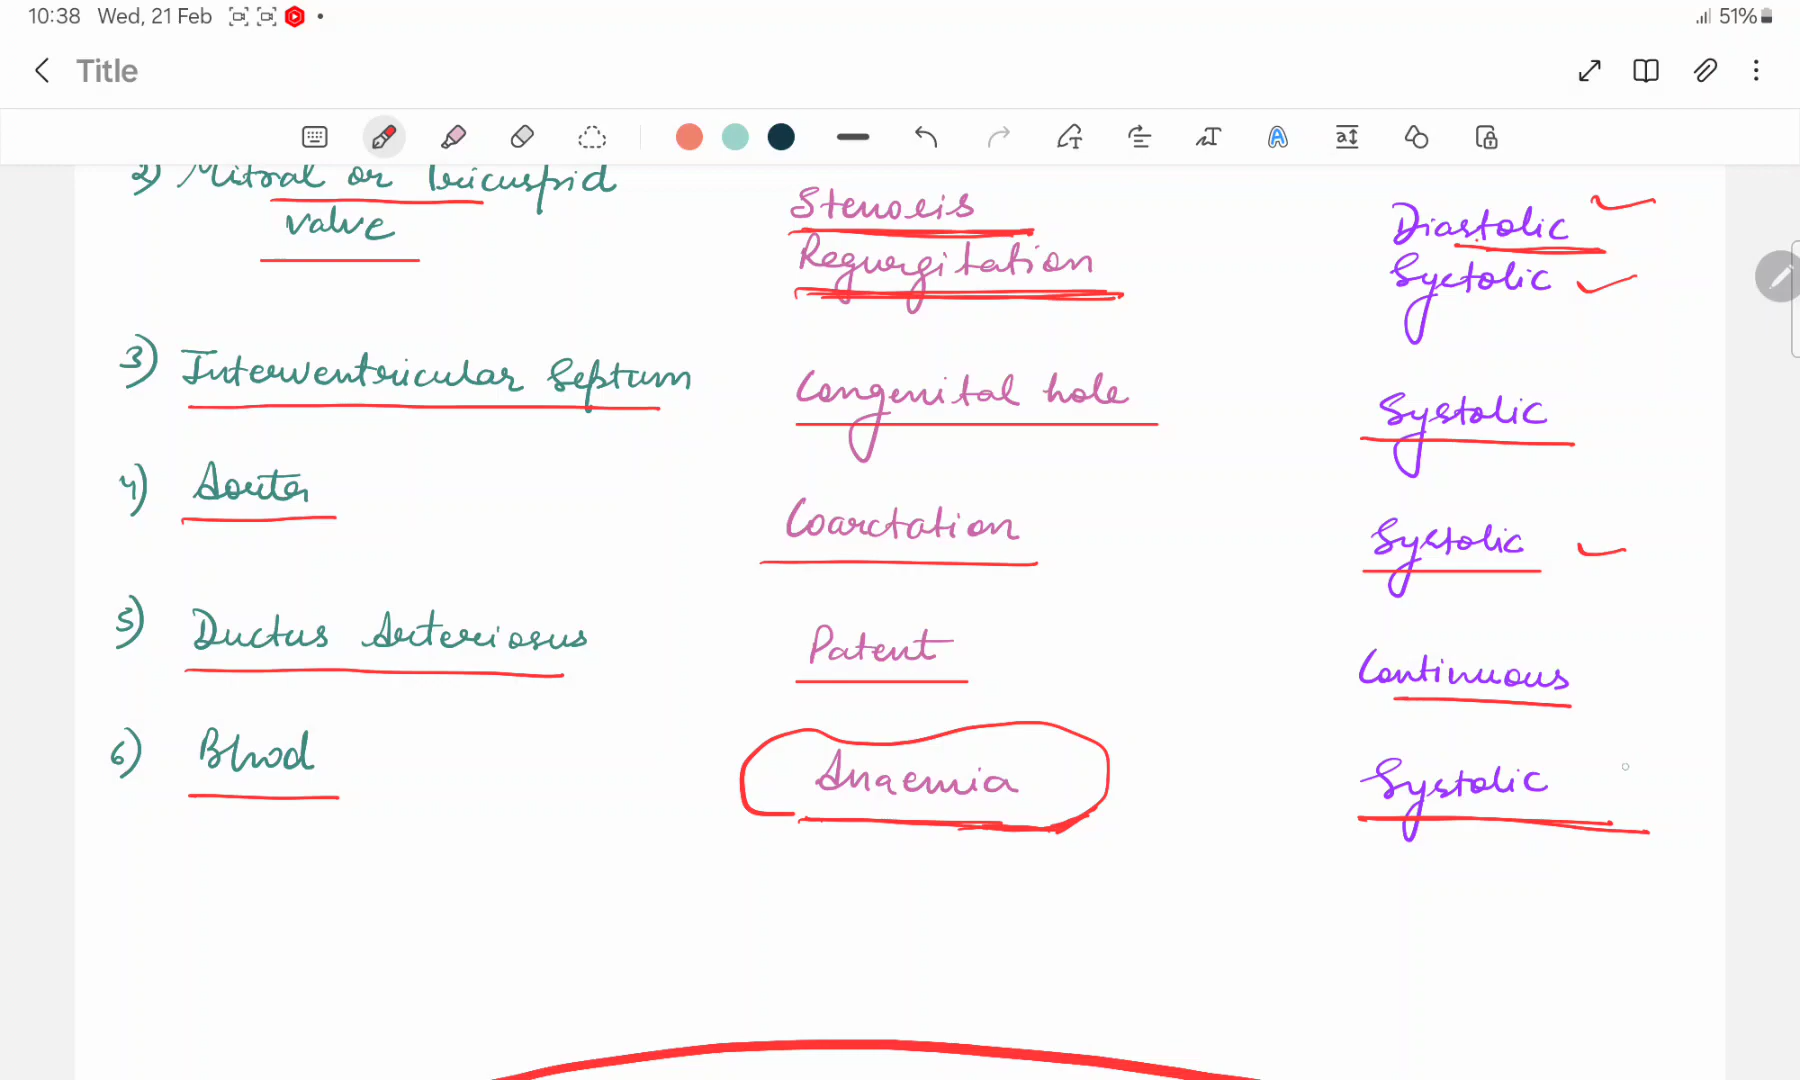 10:38 Wed, 21 Feb 51%
Title
2) Mitral or Tricuspid valve
Stenosis Diastolic
Regurgitation Systolic
3) Interventricular Septum Congenital hole Systolic
4) Aorta Coarctation Systolic
5) Ductus Arteriosus Patent Continuous
6) Blood Anaemia Systolic